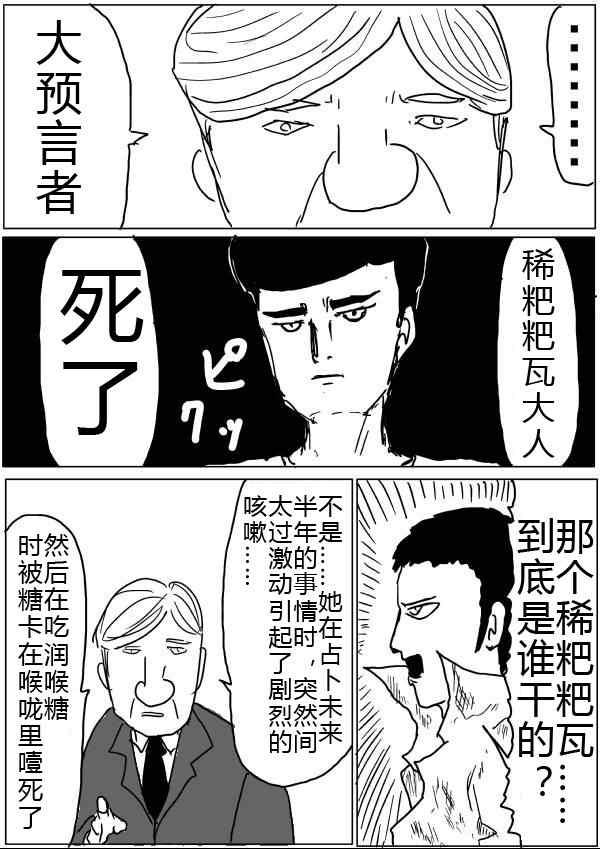 ………
大预言者
稀粑粑瓦大人
死了
ピクッ
那个稀粑粑瓦……
到底是谁干的？
不是……她在占卜未来
半年的事情时，突然间
太过激动引起了剧烈的
咳嗽……
然后在吃润喉糖
时被糖卡在喉咙里噎死了